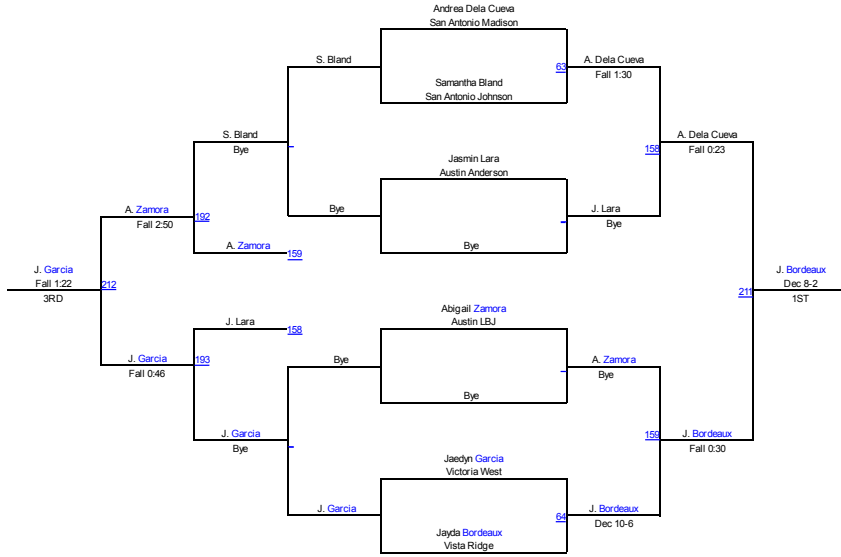 Andrea Dela Cueva
San Antonio Madison
S. Bland
63
A. Dela Cueva
Fall 1:30
Samantha Bland
San Antonio Johnson
S. Bland
Bye
A. Dela Cueva
Fall 0:23
158
Jasmin Lara
Austin Anderson
A. Zamora
Fall 2:50
192
Bye
J. Lara
Bye
A. Zamora
159
Bye
J. Garcia
Fall 1:22
3RD
212
J. Bordeaux
Dec 8-2
1ST
211
Abigail Zamora
Austin LBJ
J. Lara
158
J. Garcia
Fall 0:46
193
Bye
A. Zamora
Bye
Bye
J. Garcia
Bye
159
J. Bordeaux
Fall 0:30
Jaedyn Garcia
Victoria West
J. Garcia
64
J. Bordeaux
Dec 10-6
Jayda Bordeaux
Vista Ridge